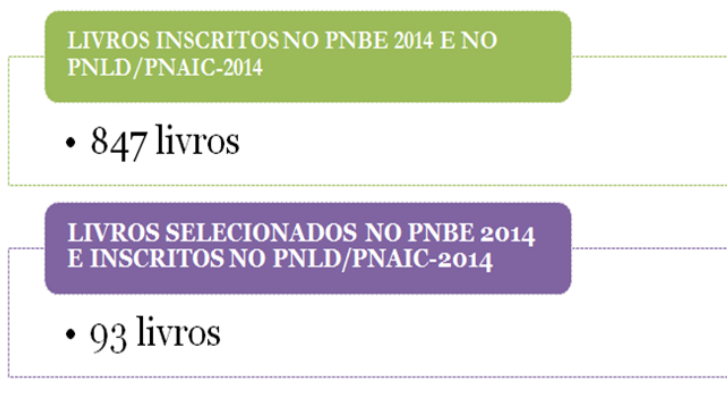 LIVROS INSCRITOS NO PNBE 2014 E NO
PNLD/PNAIC-2014
• 847 livros
LIVROS SELECIONADOS NO PNBE 2014
E INSCRITOS NO PNLD/PNAIC-2014
• 93 livros